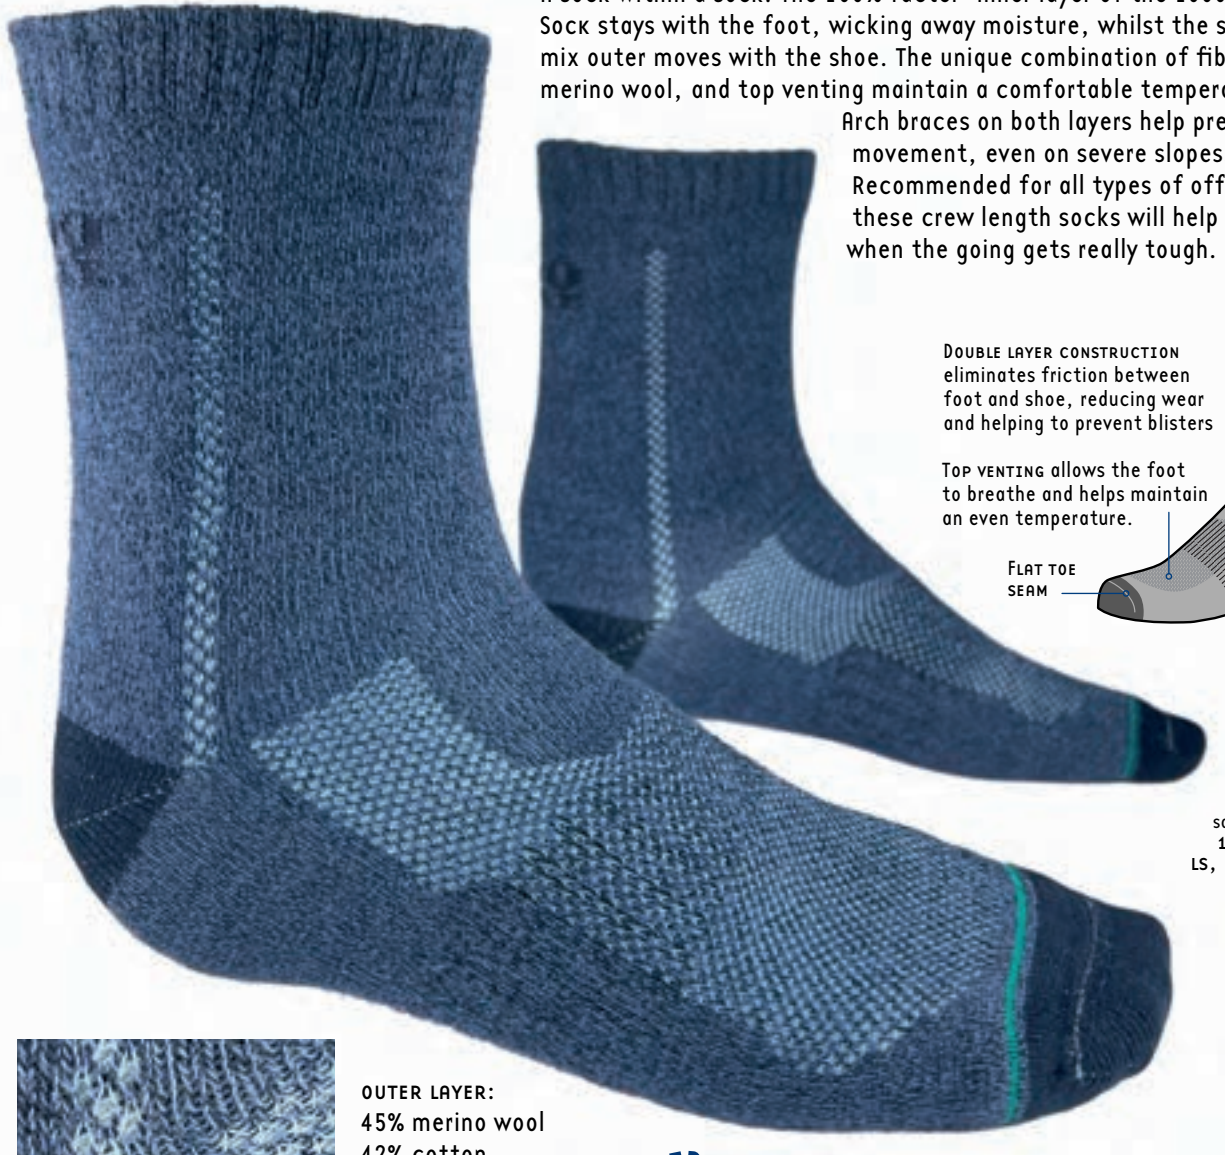 Sock stays with the foot, wicking away moisture, whilst the s
mix outer moves with the shoe. The unique combination of fib
merino wool, and top venting maintain a comfortable tempera
Arch braces on both layers help pre
movement, even on severe slopes
Recommended for all types of off
these crew length socks will help
when the going gets really tough.
Double layer construction
eliminates friction between
foot and shoe, reducing wear
and helping to prevent blisters
Top venting allows the foot
to breathe and helps maintain
an even temperature.
Flat toe
seam
LS,
outer layer:
45% merino wool
42% cotton